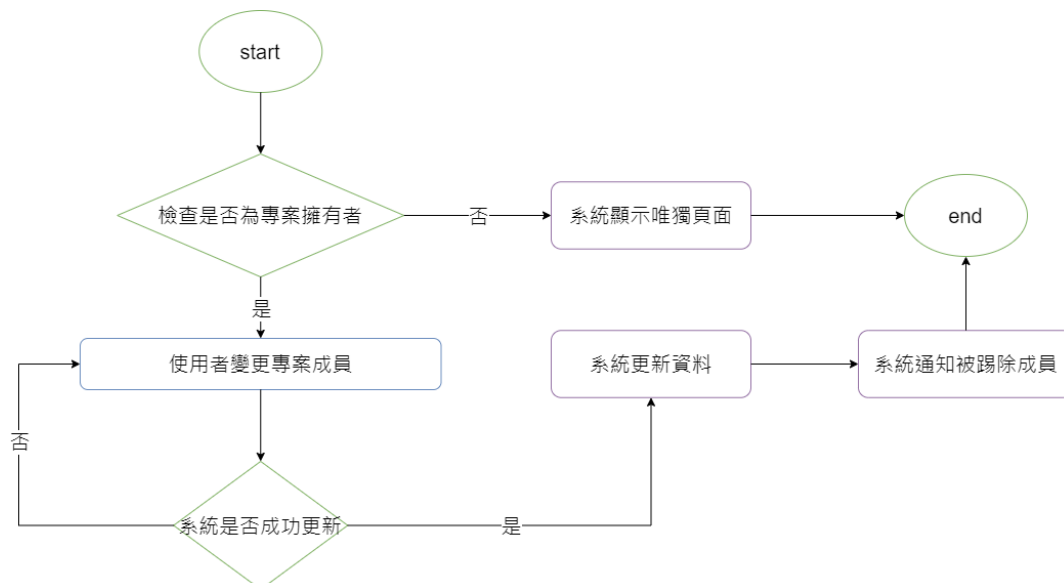 start
檢查是否為專案擁有者
否
系統顯示唯獨頁面
end
是
使用者變更專案成員
系統更新資料
系統通知被踢除成員
否
系統是否成功更新
是